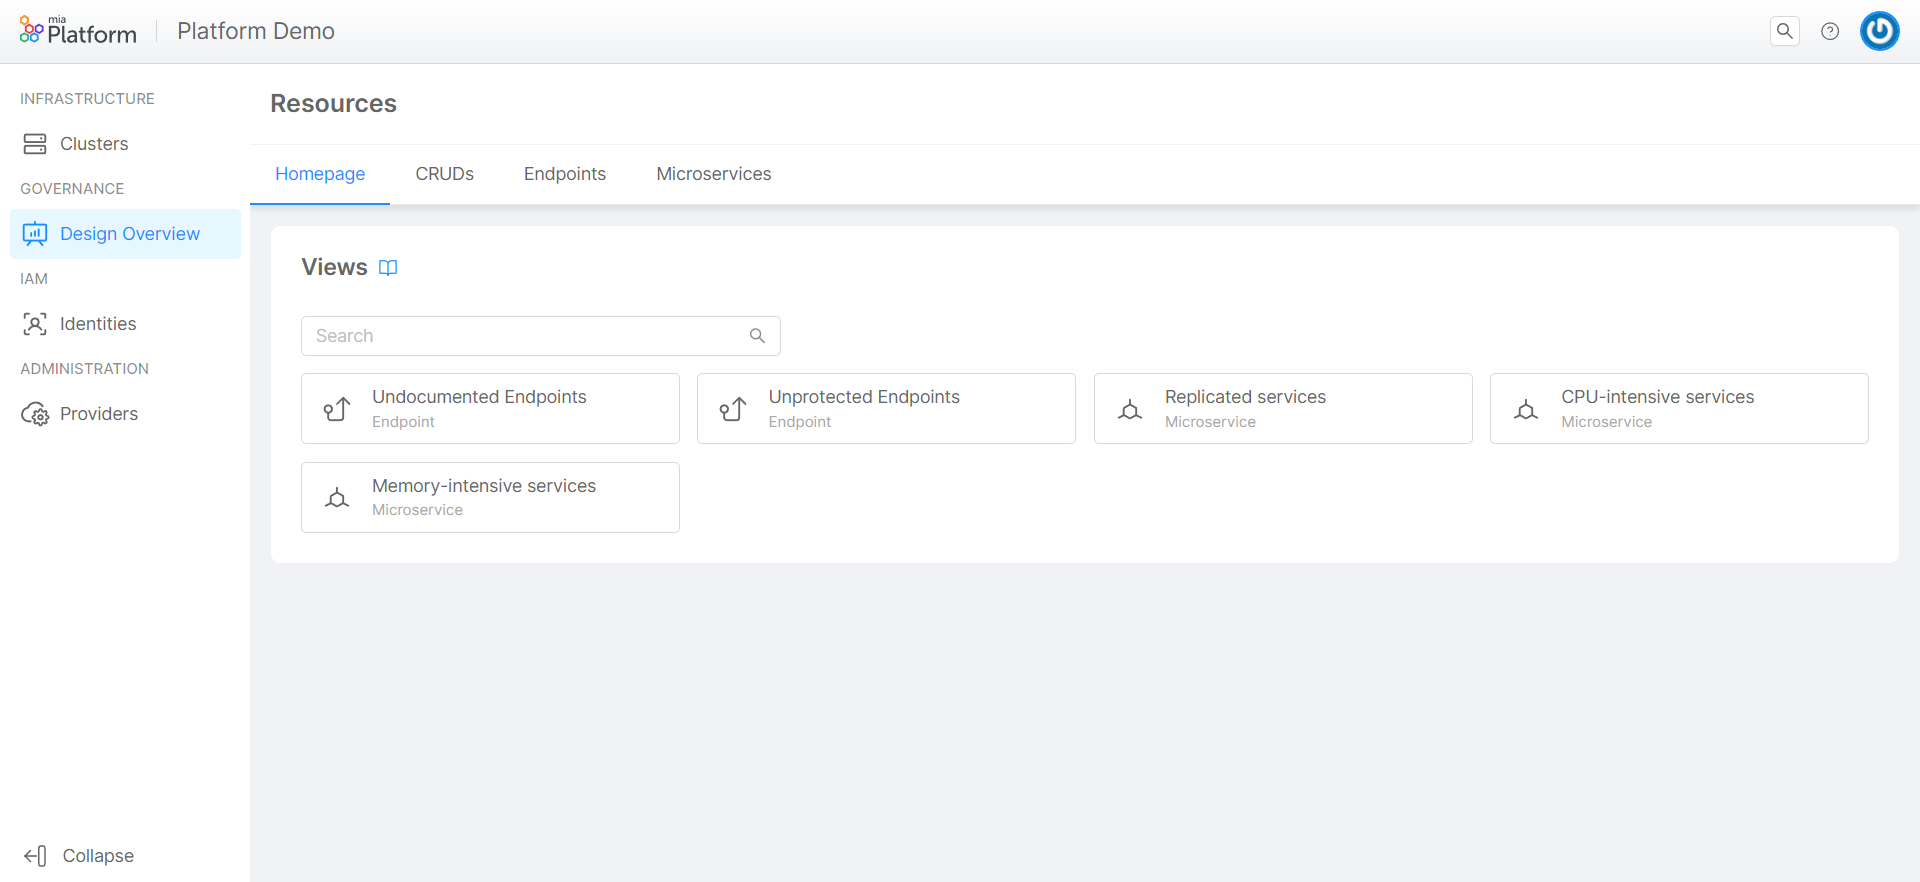 mia
Platform
Platform Demo
INFRASTRUCTURE
Clusters
GOVERNANCE
Design Overview
IAM
Identities
ADMINISTRATION
Providers
Collapse
Resources
Homepage CRUDs Endpoints Microservices
Views
Search
Undocumented Endpoints
Endpoint
Unprotected Endpoints
Endpoint
Replicated services
Microservice
CPU-intensive services
Microservice
Memory-intensive services
Microservice